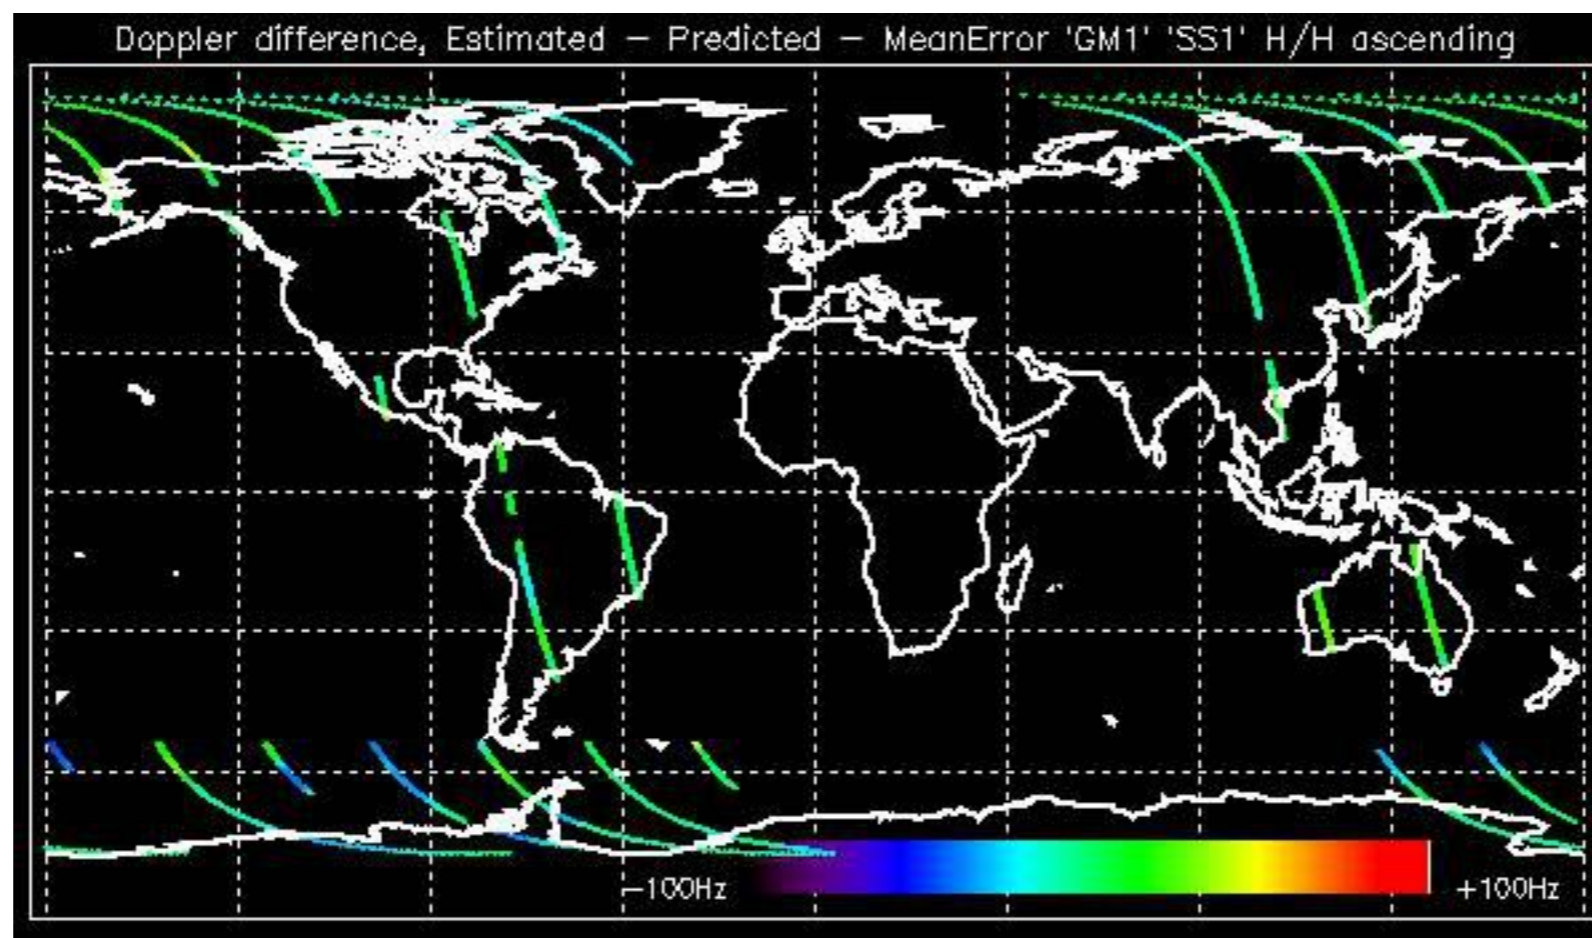 Doppler difference, Estimated – Predicted – MeanError 'GM1' 'SS1' H/H ascending
–100Hz +100Hz